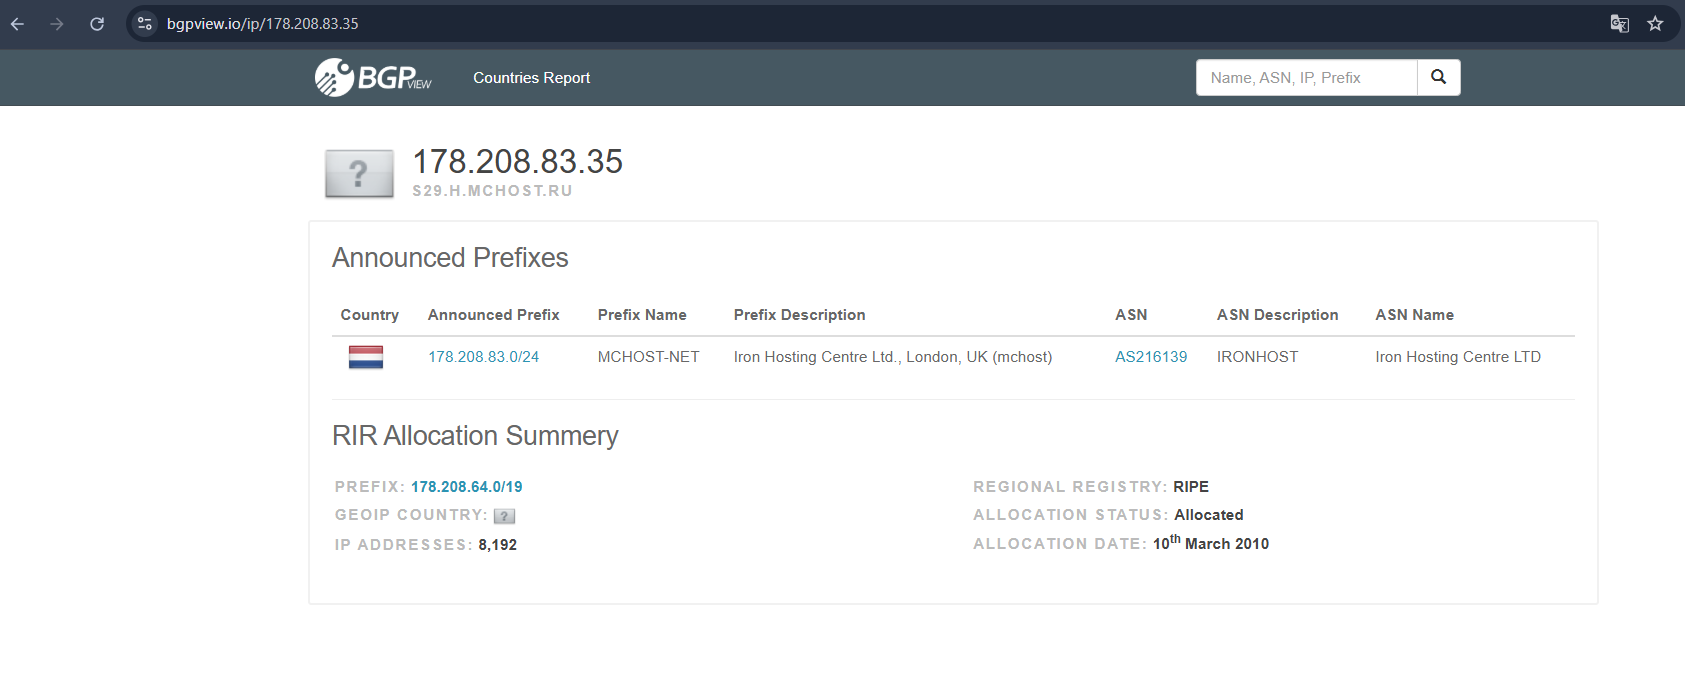 bgpview.io/ip/178.208.83.35
BGPVIEW Countries Report Name, ASN, IP, Prefix
178.208.83.35
S29.H.MCHOST.RU
Announced Prefixes
Country Announced Prefix Prefix Name Prefix Description ASN ASN Description ASN Name
178.208.83.0/24 MCHOST-NET Iron Hosting Centre Ltd., London, UK (mchost) AS216139 IRONHOST Iron Hosting Centre LTD
RIR Allocation Summery
PREFIX: 178.208.64.0/19 REGIONAL REGISTRY: RIPE
GEOIP COUNTRY: ALLOCATION STATUS: Allocated
IP ADDRESSES: 8,192 ALLOCATION DATE: 10th March 2010